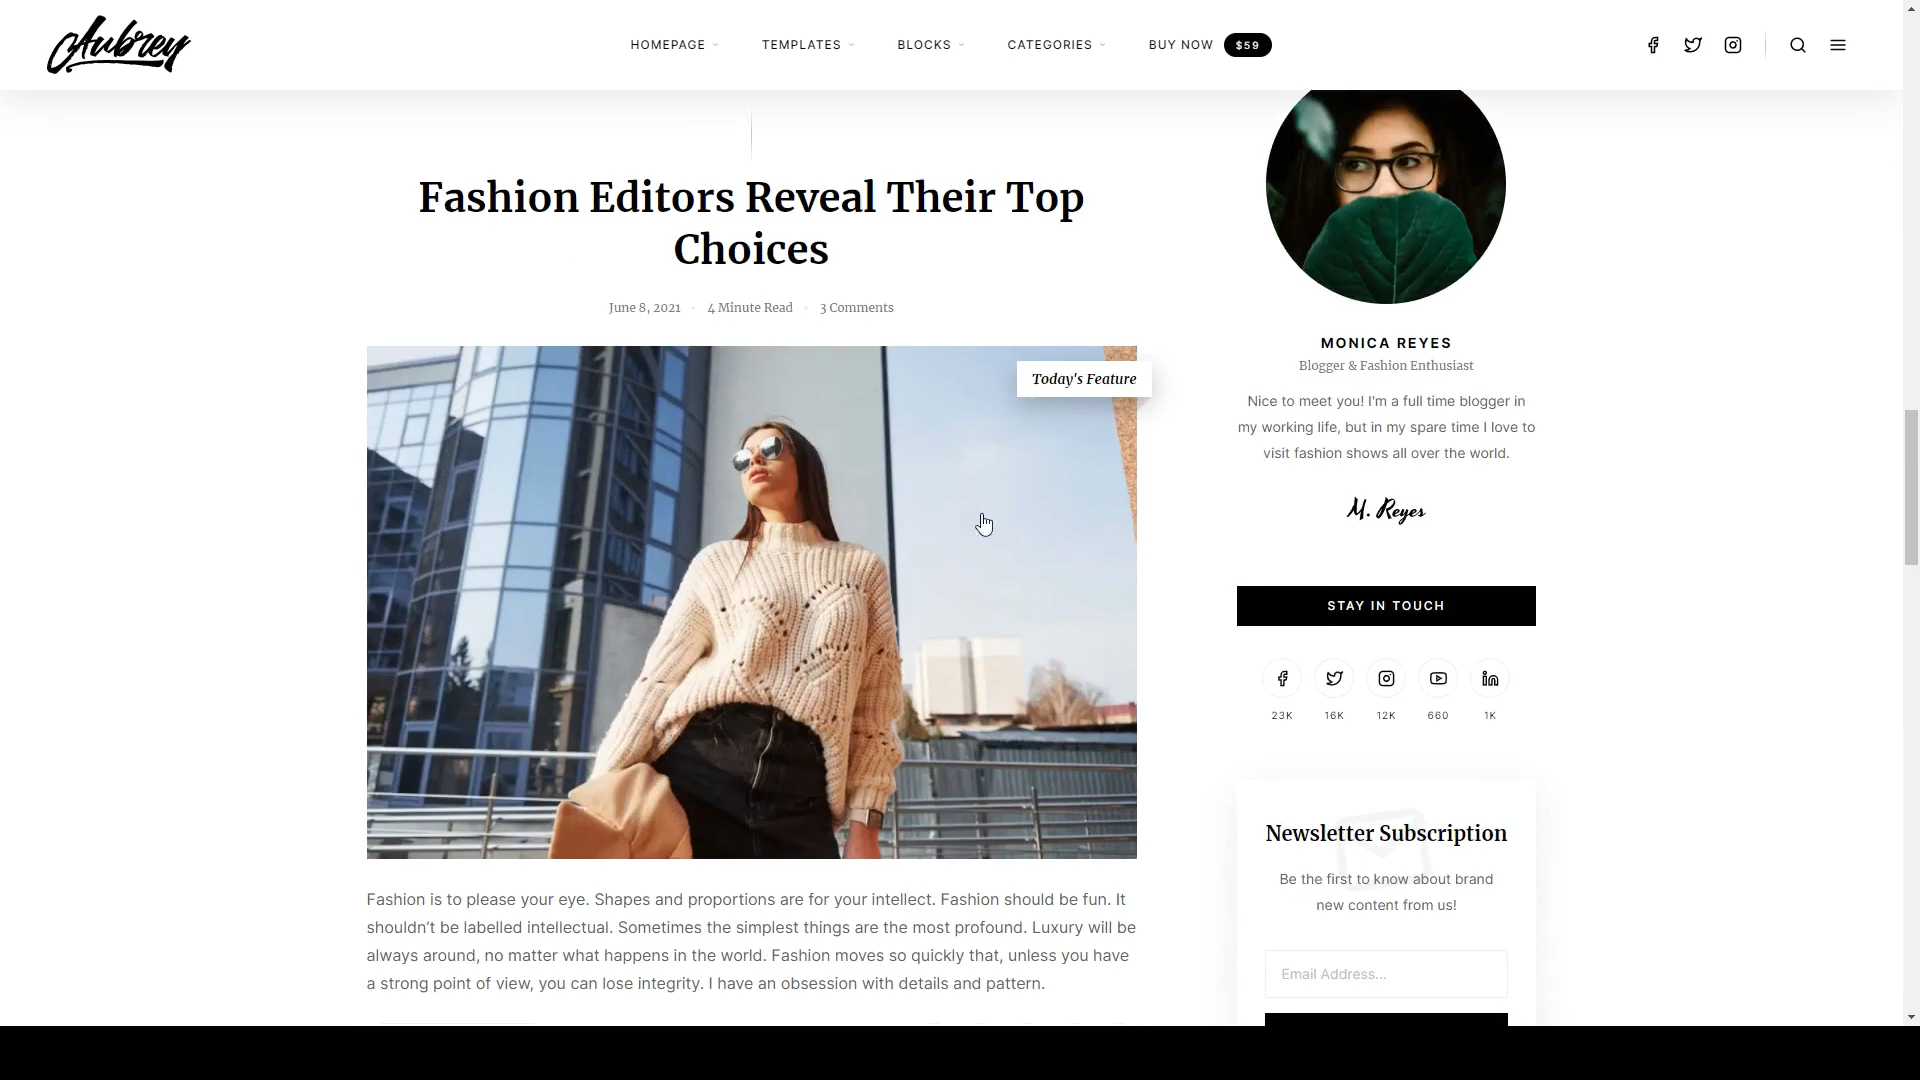 Aubrey
HOMEPAGE
TEMPLATES
BLOCKS
CATEGORIES
BUY NOW $59
Fashion Editors Reveal Their Top
Choices
June 8, 2021 4 Minute Read 3 Comments
Today's Feature
Fashion is to please your eye. Shapes and proportions are for your intellect. Fashion should be fun. It
shouldn’t be labelled intellectual. Sometimes the simplest things are the most profound. Luxury will be
always around, no matter what happens in the world. Fashion moves so quickly that, unless you have
a strong point of view, you can lose integrity. I have an obsession with details and pattern.
MONICA REYES
Blogger & Fashion Enthusiast
Nice to meet you! I'm a full time blogger in
my working life, but in my spare time I love to
visit fashion shows all over the world.
M. Reyes
STAY IN TOUCH
23K 16K 12K 660 1K
Newsletter Subscription
Be the first to know about brand
new content from us!
Email Address...